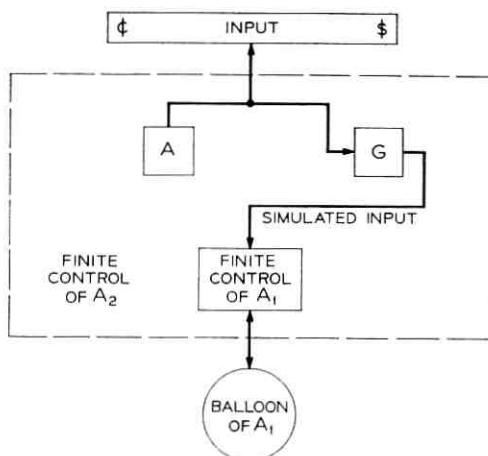 ¢ INPUT $
A
G
SIMULATED INPUT
FINITE
CONTROL
OF A₂
FINITE
CONTROL
OF A₁
BALLOON
OF A₁